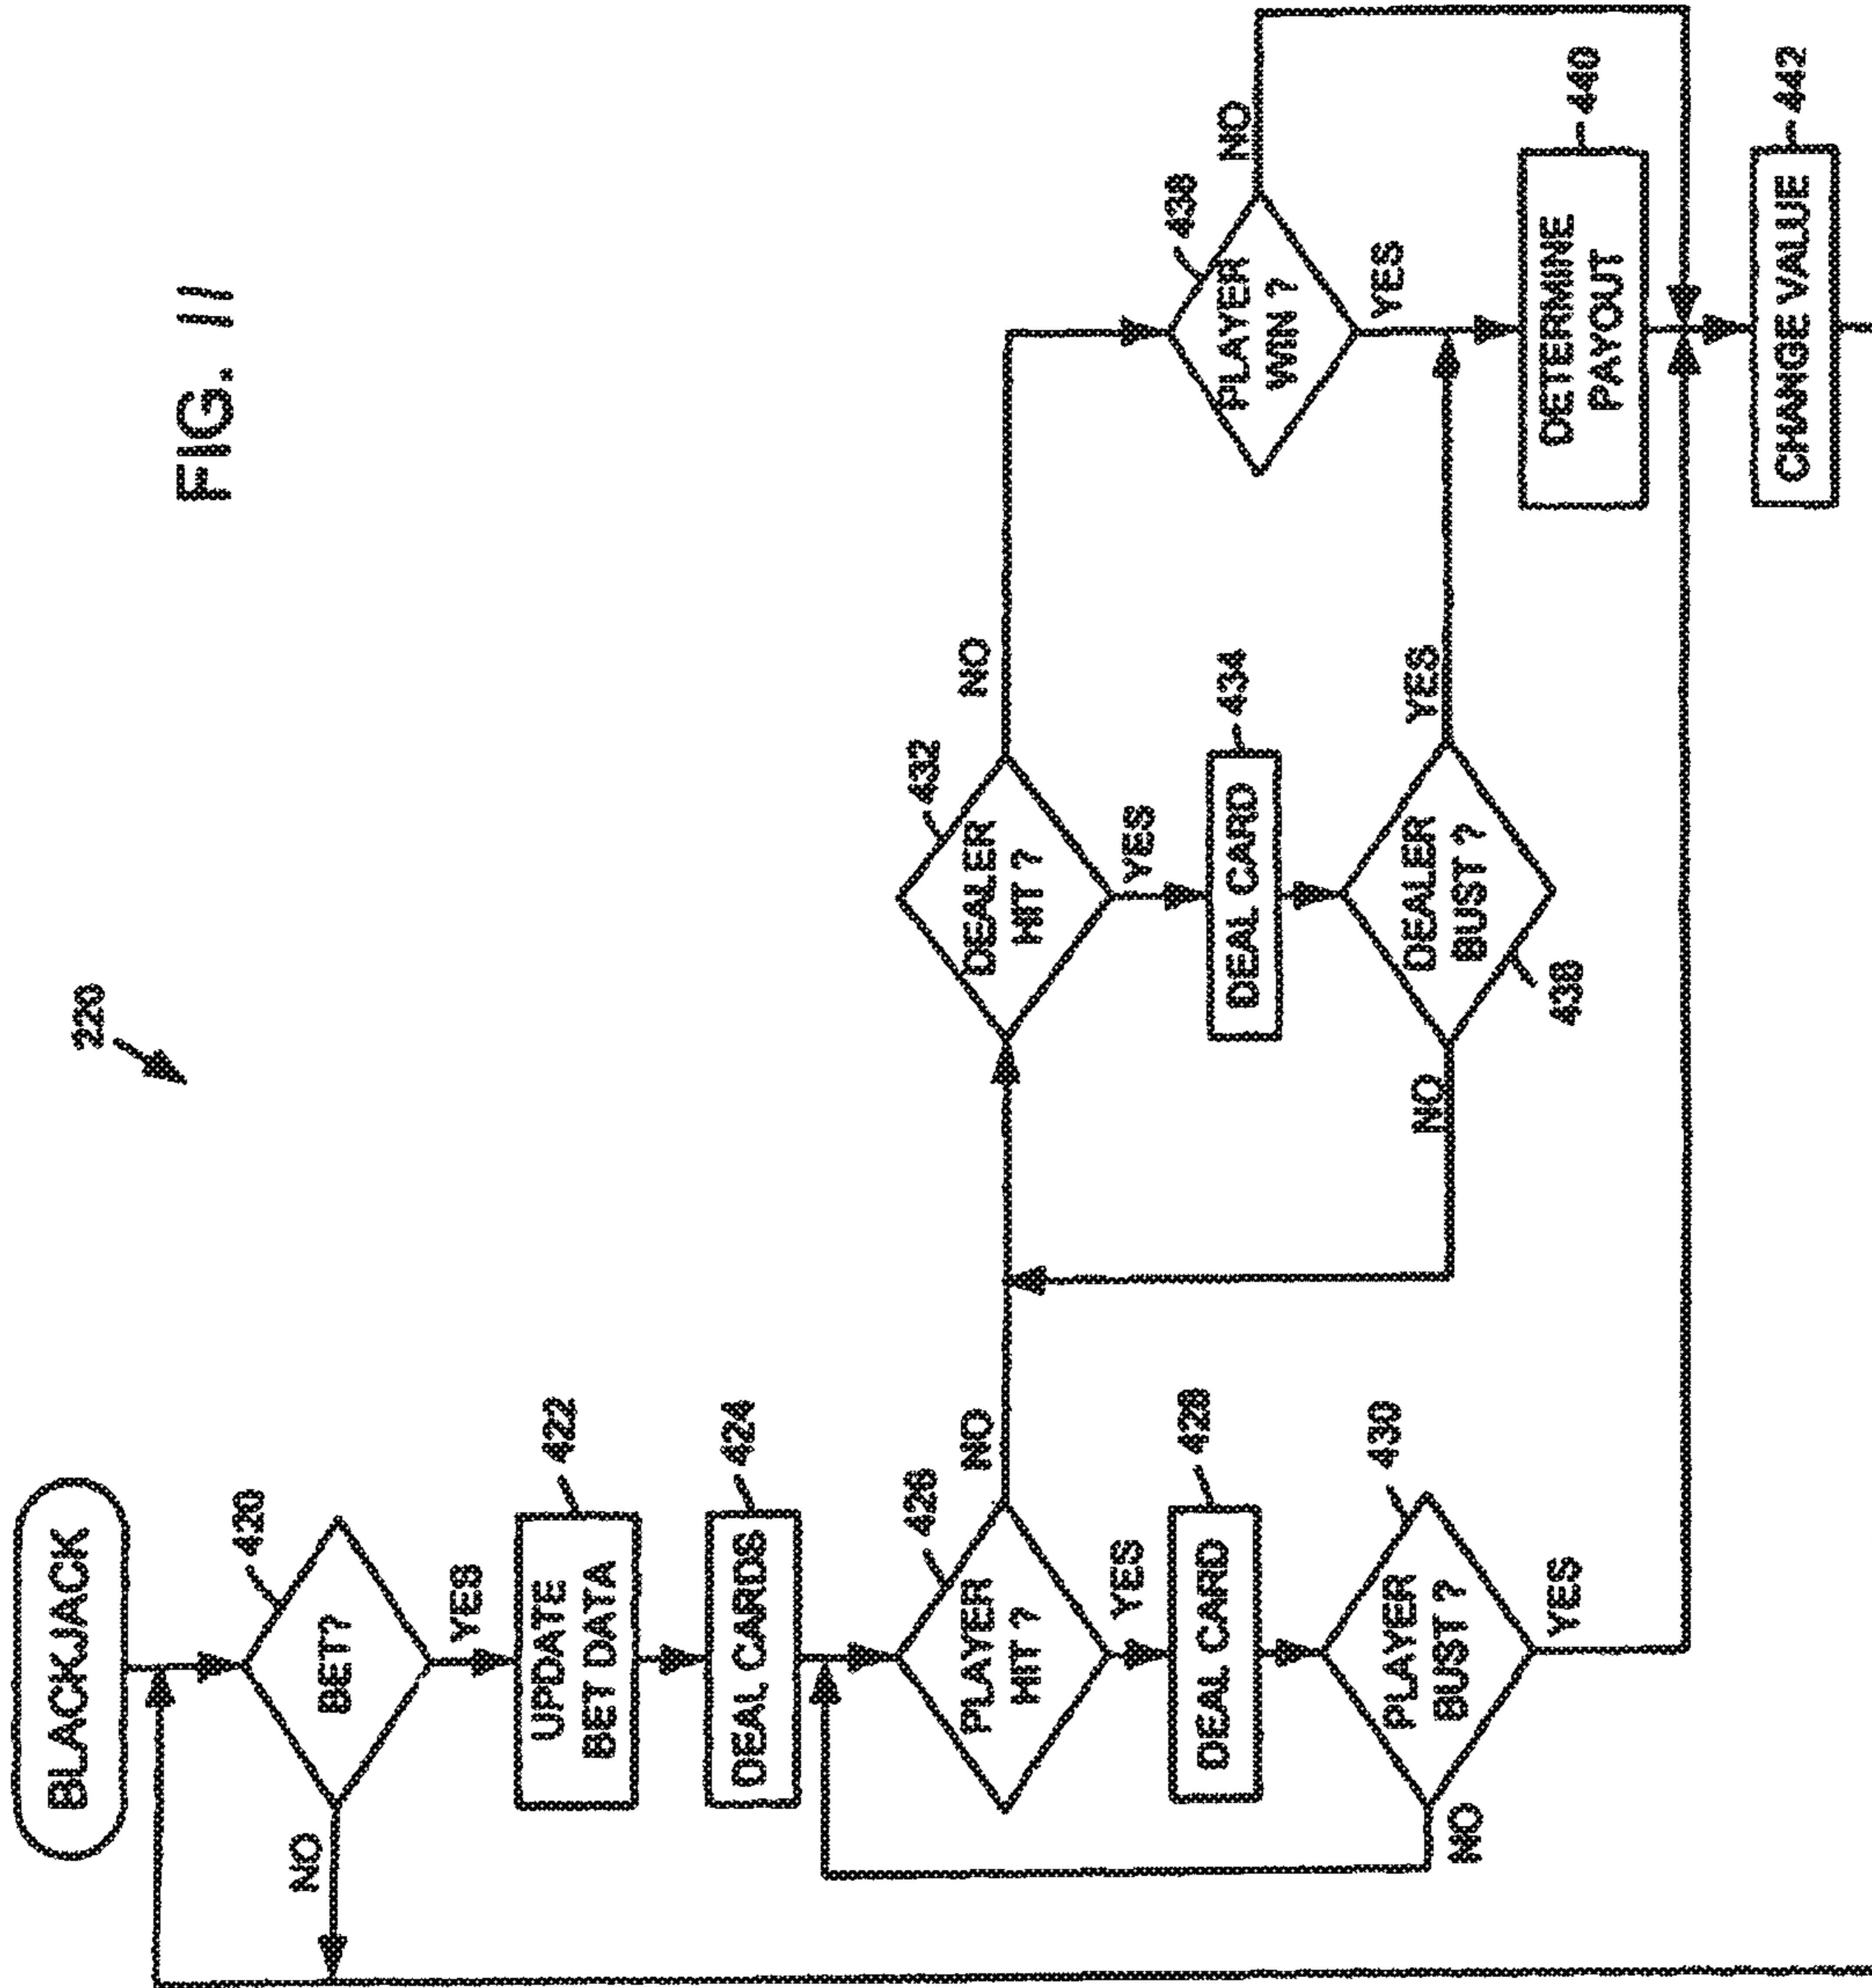 FIG. 11
220
BLACKJACK
420
BET?
NO
YES
UPDATE
BET DATA
422
DEAL CARDS
424
426
PLAYER
HIT ?
NO
YES
DEAL CARD
428
430
PLAYER
BUST ?
NO
YES
432
DEALER
HIT ?
NO
YES
DEAL CARD
434
DEALER
BUST ?
NO
YES
436
438
PLAYER
WIN ?
NO
YES
DETERMINE
PAYOUT
440
CHANGE VALUE
442